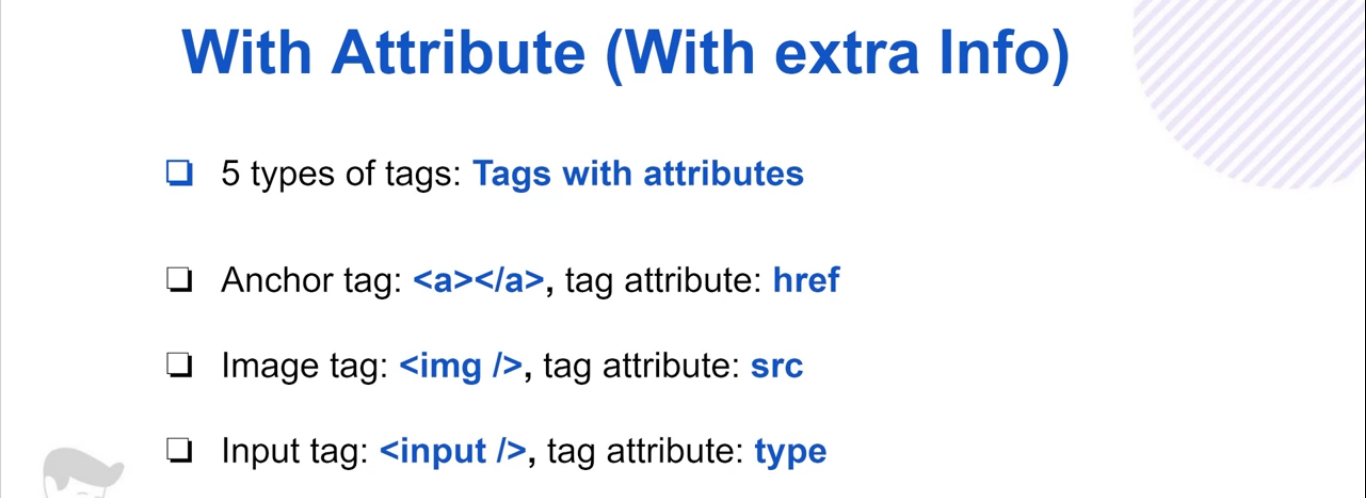 With Attribute (With extra Info)
5 types of tags: Tags with attributes
Anchor tag: <a></a>, tag attribute: href
Image tag: <img />, tag attribute: src
Input tag: <input />, tag attribute: type